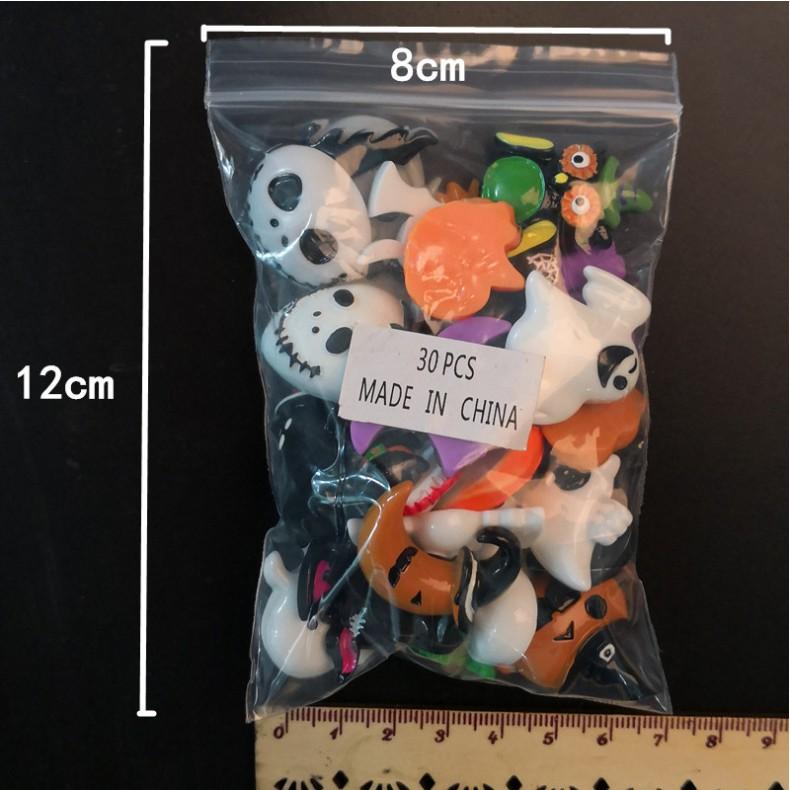 8cm
12cm
30 PCS
MADE IN CHINA
0 1 2 3 4 5 6 7 8 9